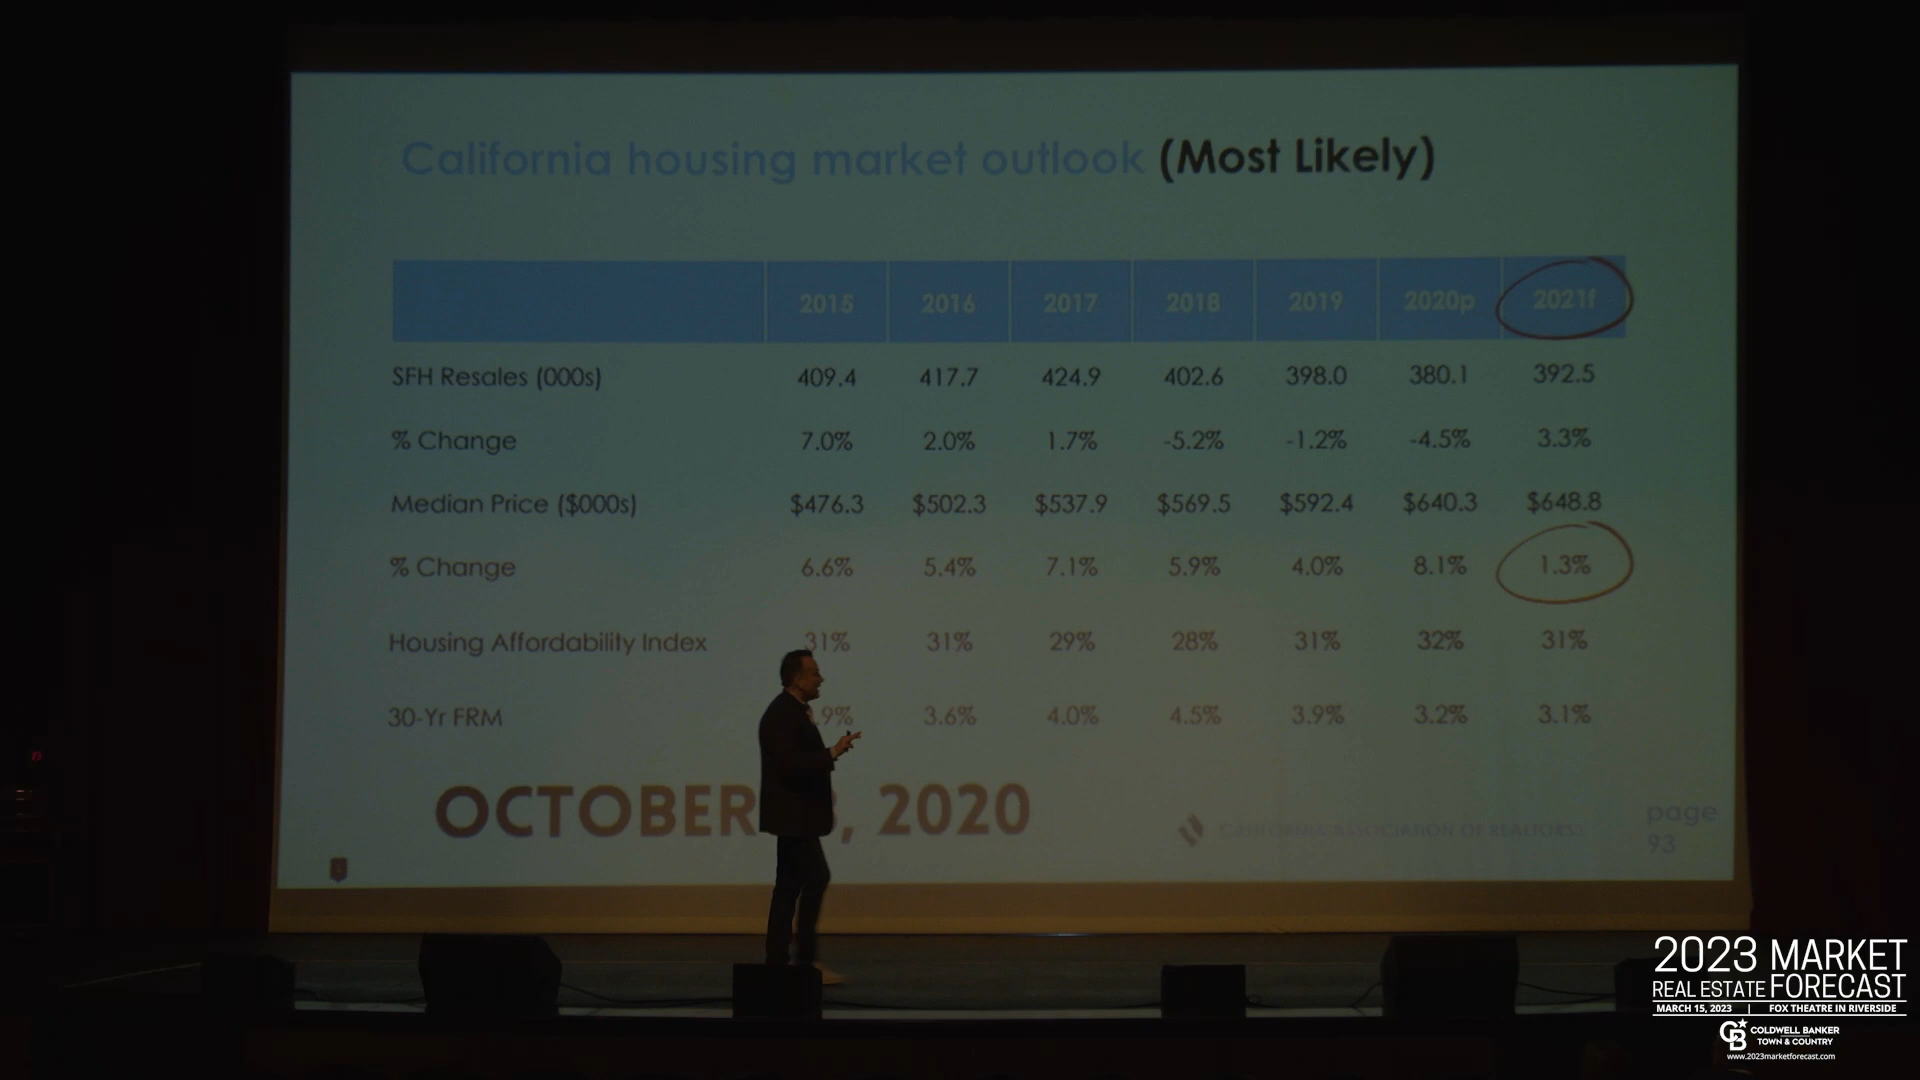 California housing market outlook (Most Likely)
2015 2016 2017 2018 2019 2020p 2021f
SFH Resales (000s) 409.4 417.7 424.9 402.6 398.0 380.1 392.5
% Change 7.0% 2.0% 1.7% -5.2% -1.2% -4.5% 3.3%
Median Price ($000s) $476.3 $502.3 $537.9 $569.5 $592.4 $640.3 $648.8
% Change 6.6% 5.4% 7.1% 5.9% 4.0% 8.1% 1.3%
Housing Affordability Index 31% 31% 29% 28% 31% 32% 31%
30-Yr FRM .9% 3.6% 4.0% 4.5% 3.9% 3.2% 3.1%
OCTOBER , 2020
CALIFORNIA ASSOCIATION OF REALTORS
page
93
2023 MARKET
REAL ESTATE FORECAST
MARCH 15, 2023 | FOX THEATRE IN RIVERSIDE
CB COLDWELL BANKER
TOWN & COUNTRY
www.2023marketforecast.com